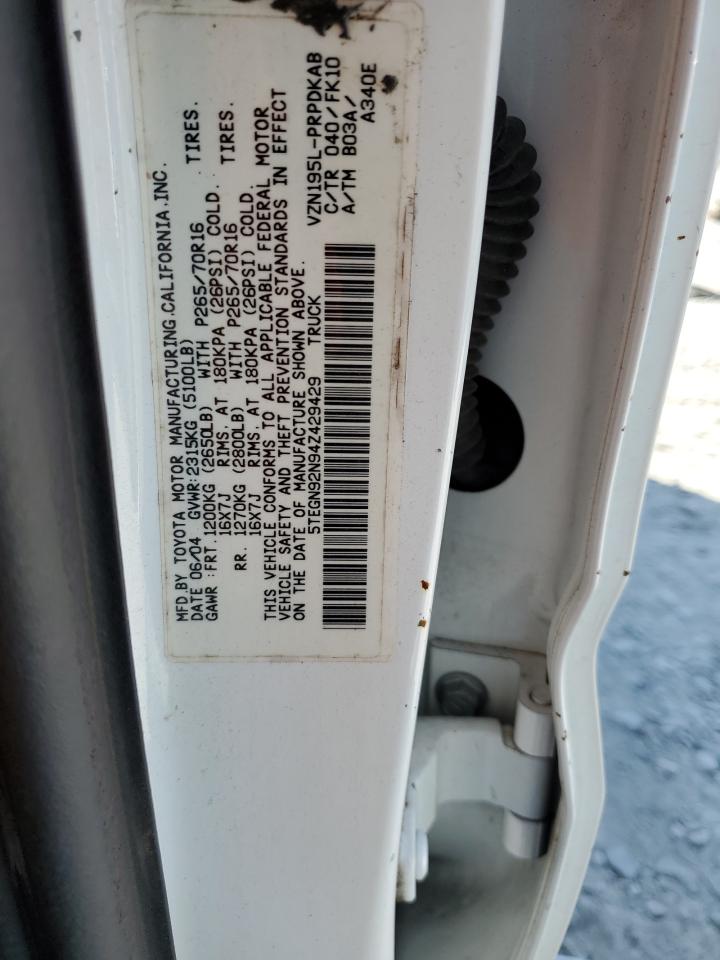 MFD.BY TOYOTA MOTOR MANUFACTURING.CALIFORNIA.INC.
DATE 06/04 GVWR:2315KG (5100LB)
GAWR :FRT.1200KG (2650LB) WITH P265/70R16 TIRES.
16X7J RIMS. AT 180KPA (26PSI) COLD.
RR. 1270KG (2800LB) WITH P265/70R16 TIRES.
16X7J RIMS. AT 180KPA (26PSI) COLD.
THIS VEHICLE CONFORMS TO ALL APPLICABLE FEDERAL MOTOR
VEHICLE SAFETY AND THEFT PREVENTION STANDARDS IN EFFECT
ON THE DATE OF MANUFACTURE SHOWN ABOVE.
5TEGN92N94Z429429 TRUCK
VZN195L-PRPDKAB
C/TR 040/FK10
A/TM B03A/
A340E